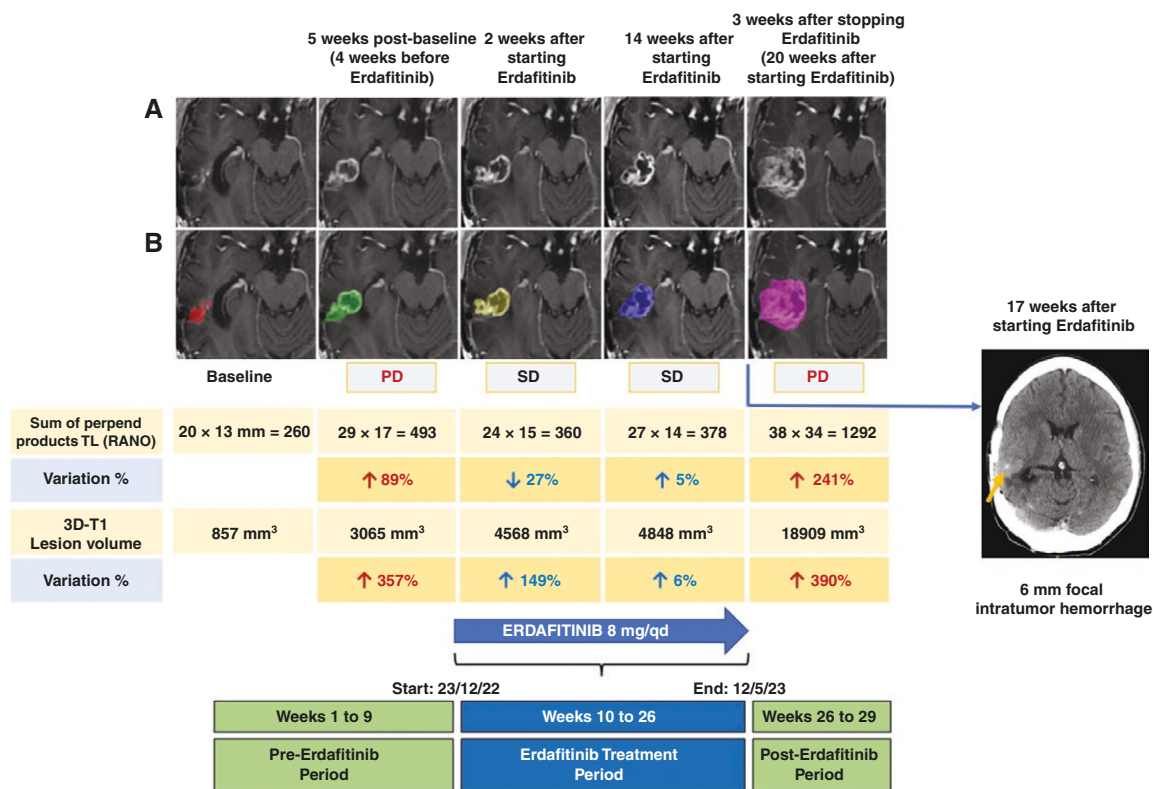 5 weeks post-baseline
(4 weeks before
Erdafitinib)
2 weeks after
starting
Erdafitinib
14 weeks after
starting
Erdafitinib
3 weeks after stopping
Erdafitinib
(20 weeks after
starting Erdafitinib)
A
B
Baseline
PD
SD
SD
PD
17 weeks after
starting Erdafitinib
Sum of perpend
products TL (RANO)
20 × 13 mm = 260
29 × 17 = 493
24 × 15 = 360
27 × 14 = 378
38 × 34 = 1292
Variation %
↑ 89%
↓ 27%
↑ 5%
↑ 241%
3D-T1
Lesion volume
857 mm³
3065 mm³
4568 mm³
4848 mm³
18909 mm³
Variation %
↑ 357%
↑ 149%
↑ 6%
↑ 390%
6 mm focal
intratumor hemorrhage
ERDAFITINIB 8 mg/qd
Start: 23/12/22
End: 12/5/23
Weeks 1 to 9
Weeks 10 to 26
Weeks 26 to 29
Pre-Erdafitinib
Period
Erdafitinib Treatment
Period
Post-Erdafitinib
Period